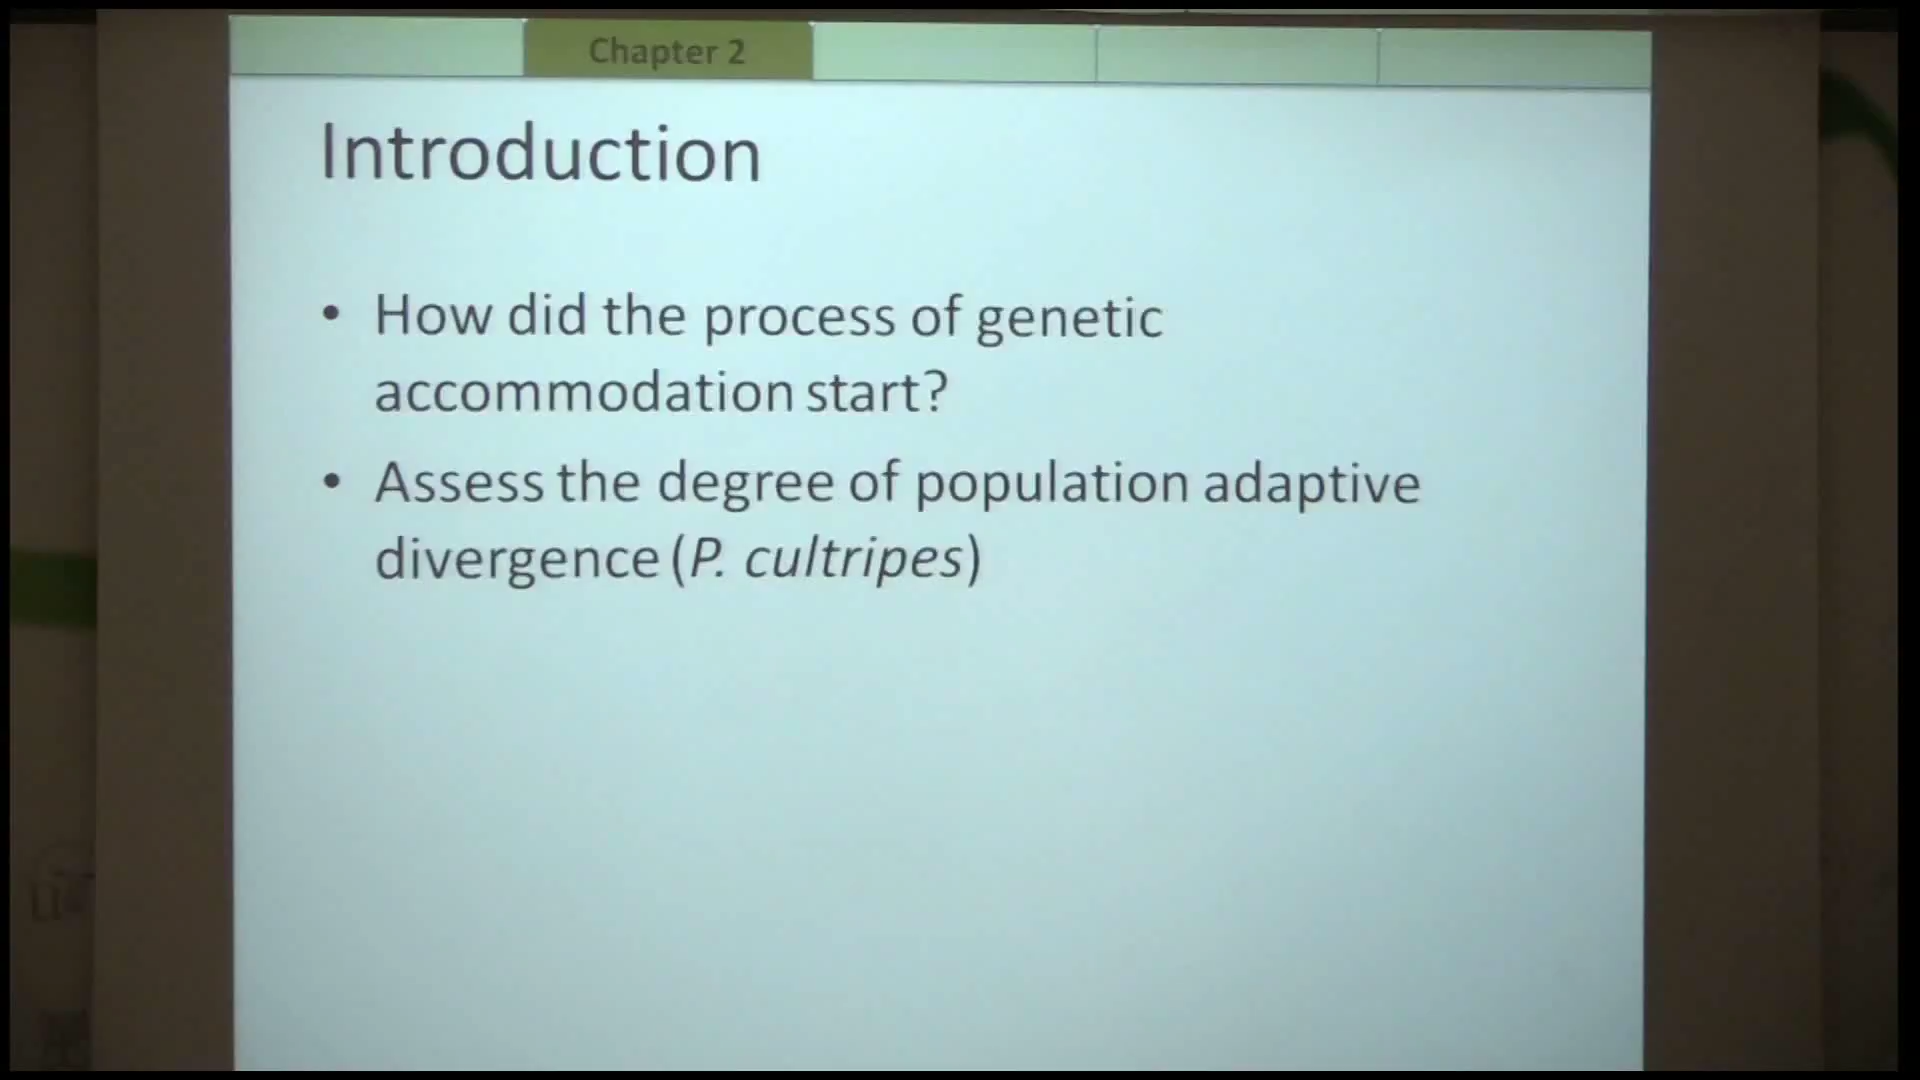 Chapter 2
Introduction
• How did the process of genetic
accommodation start?
• Assess the degree of population adaptive
divergence (P. cultripes)